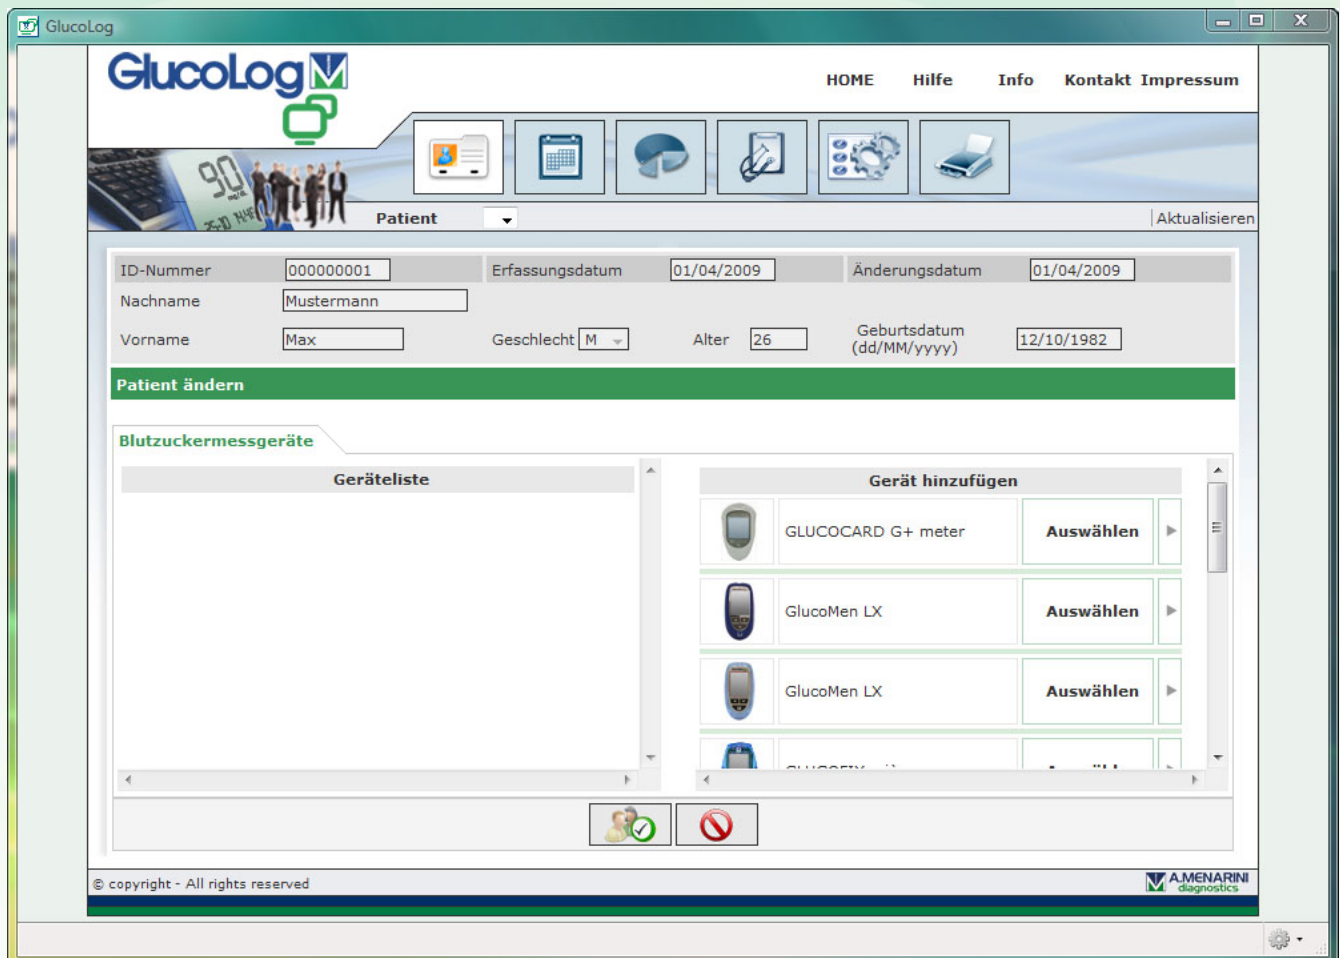 GlucoLog
GlucoLog
HOME Hilfe Info Kontakt Impressum
90
Patient
Aktualisieren
ID-Nummer 000000001 Erfassungsdatum 01/04/2009 Änderungsdatum 01/04/2009
Nachname Mustermann
Vorname Max Geschlecht M Alter 26 Geburtsdatum
(dd/MM/yyyy) 12/10/1982
Patient ändern
Blutzuckermessgeräte
Geräteliste
Gerät hinzufügen
GLUCOCARD G+ meter Auswählen
GlucoMen LX Auswählen
GlucoMen LX Auswählen
© copyright - All rights reserved
A.MENARINI
diagnostics